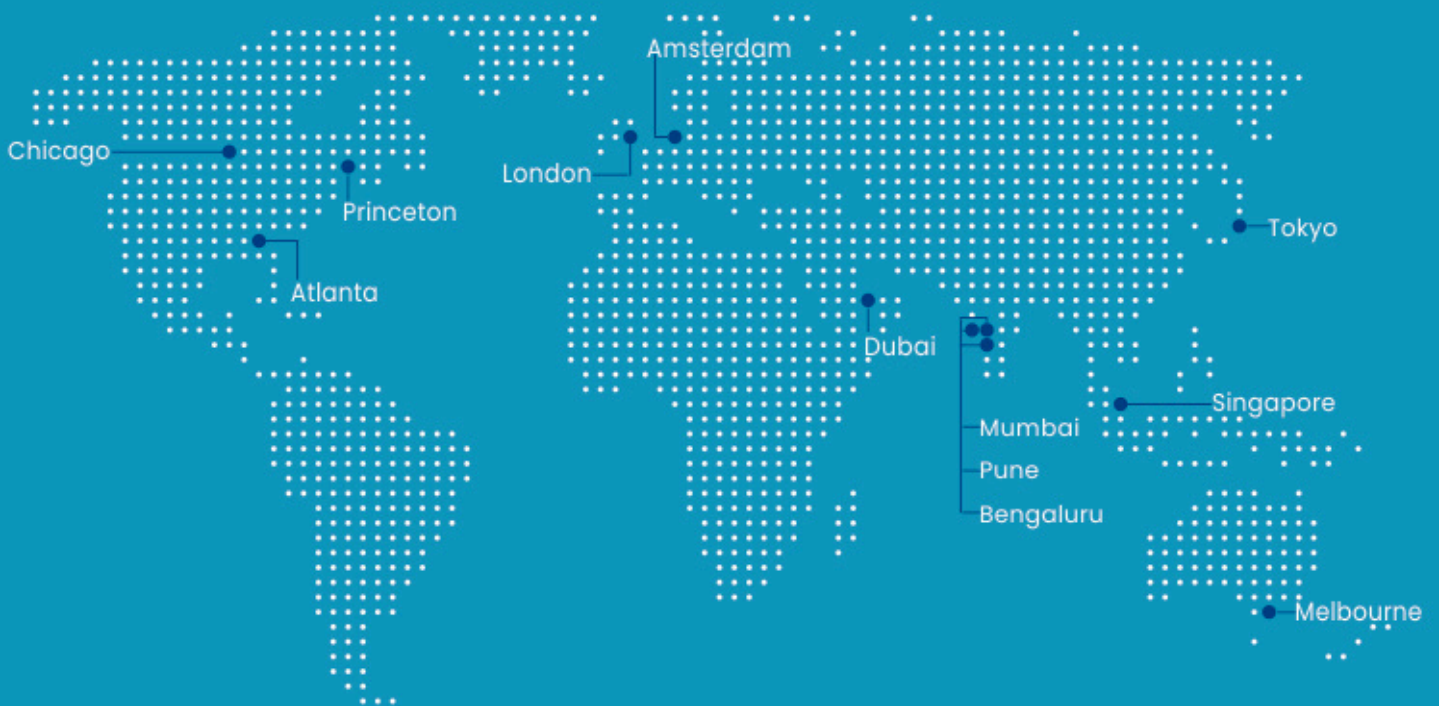 Amsterdam
Chicago
London
Princeton
Tokyo
Atlanta
Dubai
Singapore
Mumbai
Pune
Bengaluru
Melbourne